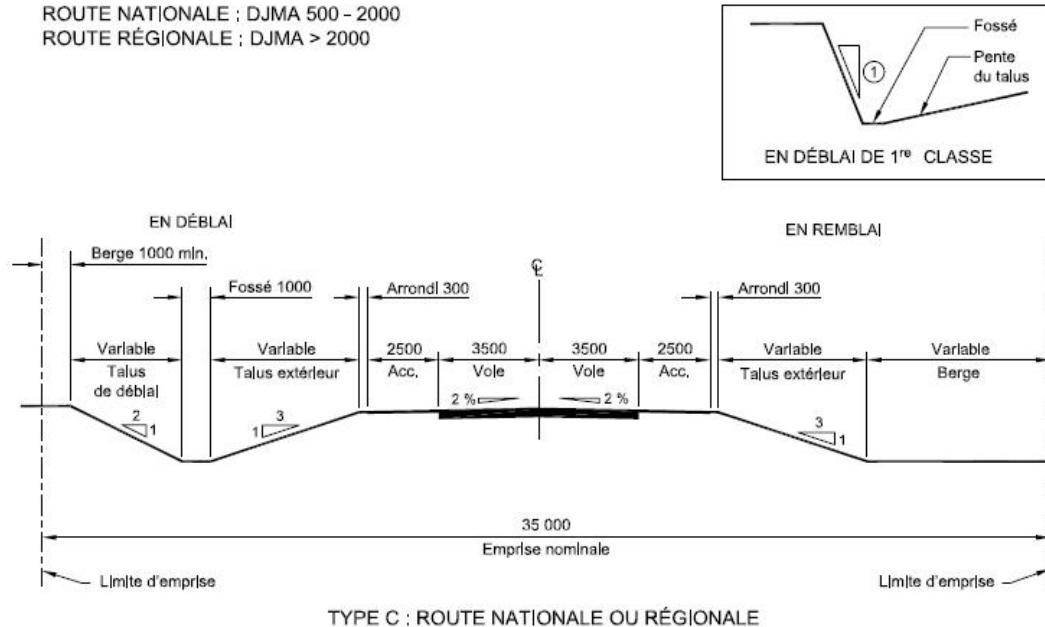 ROUTE NATIONALE : DJMA 500 - 2000
ROUTE RÉGIONALE : DJMA > 2000
Fossé
1
Pente
du talus
EN DÉBLAI DE 1re CLASSE
EN DÉBLAI
EN REMBLAI
Berge 1000 min.
℄
Fossé 1000
Arrondi 300
Arrondi 300
Variable
Variable
2500
3500
3500
2500
Variable
Variable
Talus
de déblai
Talus extérieur
Acc.
Voie
Voie
Acc.
Talus extérieur
Berge
2 %
2 %
2
1
3
1
3
1
35 000
Emprise nominale
Limite d'emprise
Limite d'emprise
TYPE C : ROUTE NATIONALE OU RÉGIONALE